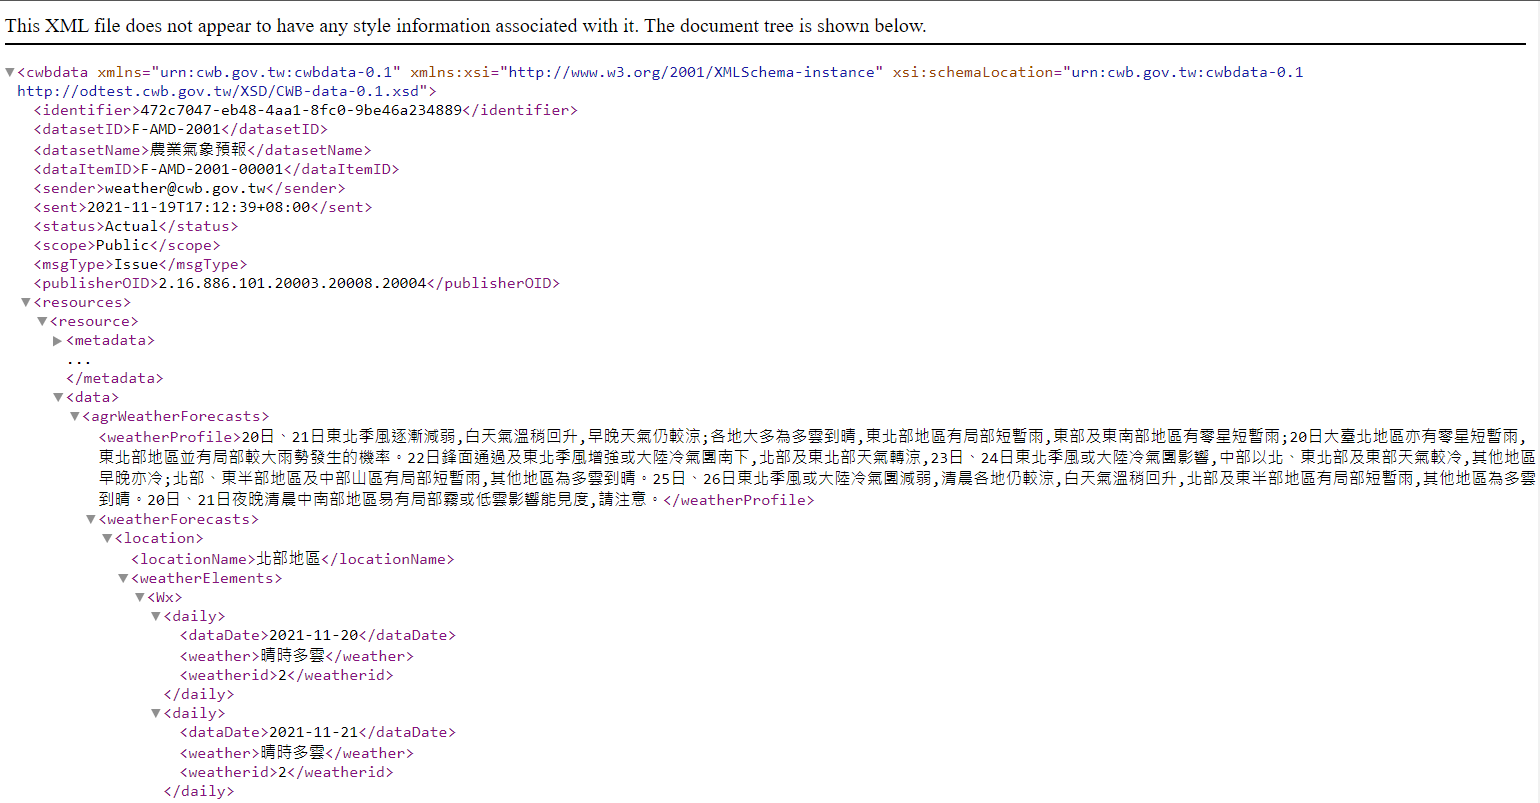 This XML file does not appear to have any style information associated with it. The document tree is shown below.
▼<cwbdata xmlns="urn:cwb.gov.tw:cwbdata-0.1" xmlns:xsi="http://www.w3.org/2001/XMLSchema-instance" xsi:schemaLocation="urn:cwb.gov.tw:cwbdata-0.1
http://odtest.cwb.gov.tw/XSD/CWB-data-0.1.xsd">
<identifier>472c7047-eb48-4aa1-8fc0-9be46a234889</identifier>
<datasetID>F-AMD-2001</datasetID>
<datasetName>農業氣象預報</datasetName>
<dataItemID>F-AMD-2001-00001</dataItemID>
<sender>weather@cwb.gov.tw</sender>
<sent>2021-11-19T17:12:39+08:00</sent>
<status>Actual</status>
<scope>Public</scope>
<msgType>Issue</msgType>
<publisherOID>2.16.886.101.20003.20008.20004</publisherOID>
▼<resources>
▼<resource>
▶<metadata>
...
</metadata>
▼<data>
▼<agrWeatherForecasts>
<weatherProfile>20日、21日東北季風逐漸減弱,白天氣溫稍回升,早晚天氣仍較涼;各地大多為多雲到晴,東北部地區有局部短暫雨,東部及東南部地區有零星短暫雨;20日大臺北地區亦有零星短暫雨,
東北部地區並有局部較大雨勢發生的機率。22日鋒面通過及東北季風增強或大陸冷氣團南下,北部及東北部天氣轉涼,23日、24日東北季風或大陸冷氣團影響,中部以北、東北部及東部天氣較冷,其他地區
早晚亦冷;北部、東半部地區及中部山區有局部短暫雨,其他地區為多雲到晴。25日、26日東北季風或大陸冷氣團減弱,清晨各地仍較涼,白天氣溫稍回升,北部及東半部地區有局部短暫雨,其他地區為多雲
到晴。20日、21日夜晚清晨中南部地區易有局部霧或低雲影響能見度,請注意。</weatherProfile>
▼<weatherForecasts>
▼<location>
<locationName>北部地區</locationName>
▼<weatherElements>
▼<Wx>
▼<daily>
<dataDate>2021-11-20</dataDate>
<weather>晴時多雲</weather>
<weatherid>2</weatherid>
</daily>
▼<daily>
<dataDate>2021-11-21</dataDate>
<weather>晴時多雲</weather>
<weatherid>2</weatherid>
</daily>